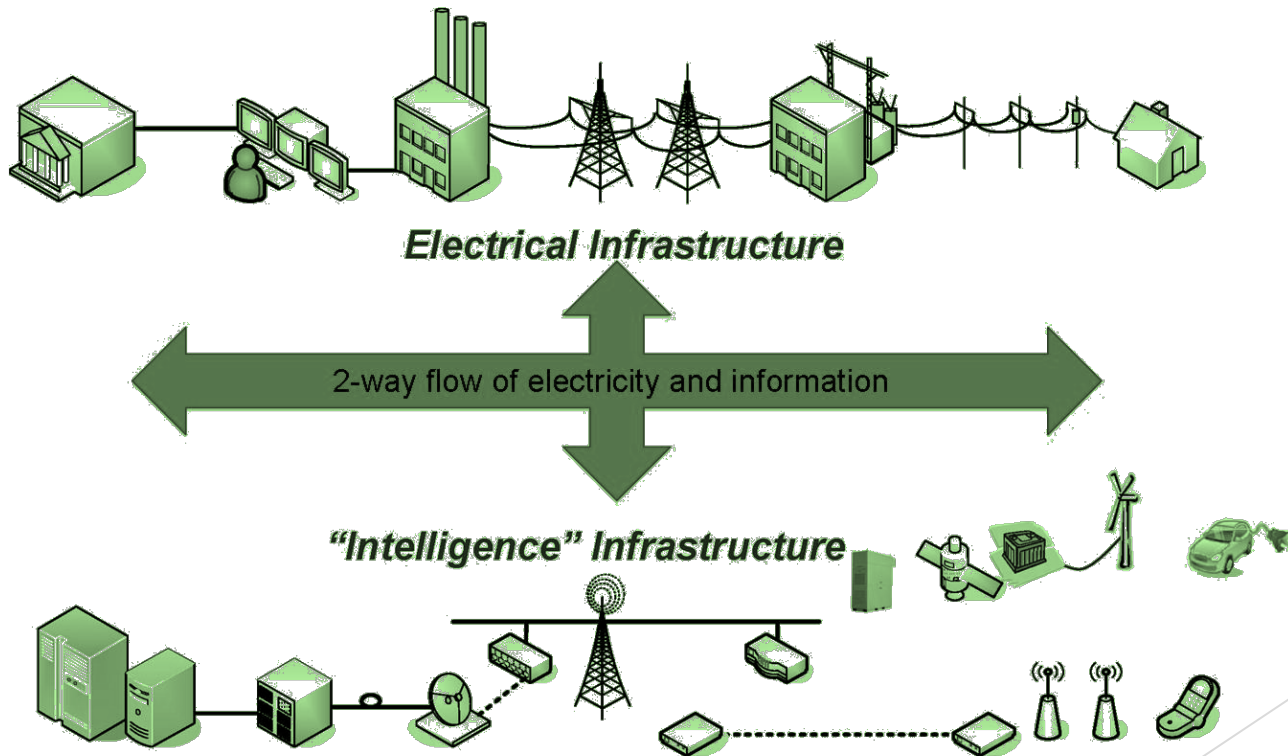 Electrical Infrastructure
2-way flow of electricity and information
“Intelligence” Infrastructure